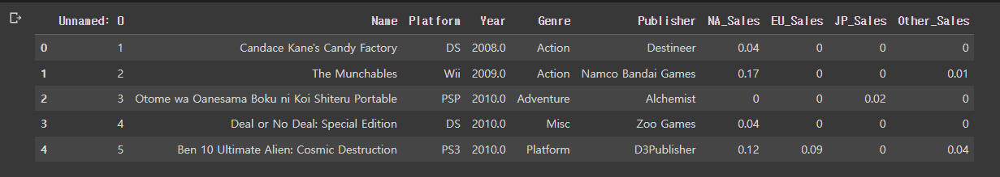 Unnamed: 0 Name Platform Year Genre Publisher NA_Sales EU_Sales JP_Sales Other_Sales
0 1 Candace Kane's Candy Factory DS 2008.0 Action Destineer 0.04 0 0 0
1 2 The Munchables Wii 2009.0 Action Namco Bandai Games 0.17 0 0 0.01
2 3 Otome wa Oanesama Boku ni Koi Shiteru Portable PSP 2010.0 Adventure Alchemist 0 0 0.02 0
3 4 Deal or No Deal: Special Edition DS 2010.0 Misc Zoo Games 0.04 0 0 0
4 5 Ben 10 Ultimate Alien: Cosmic Destruction PS3 2010.0 Platform D3Publisher 0.12 0.09 0 0.04